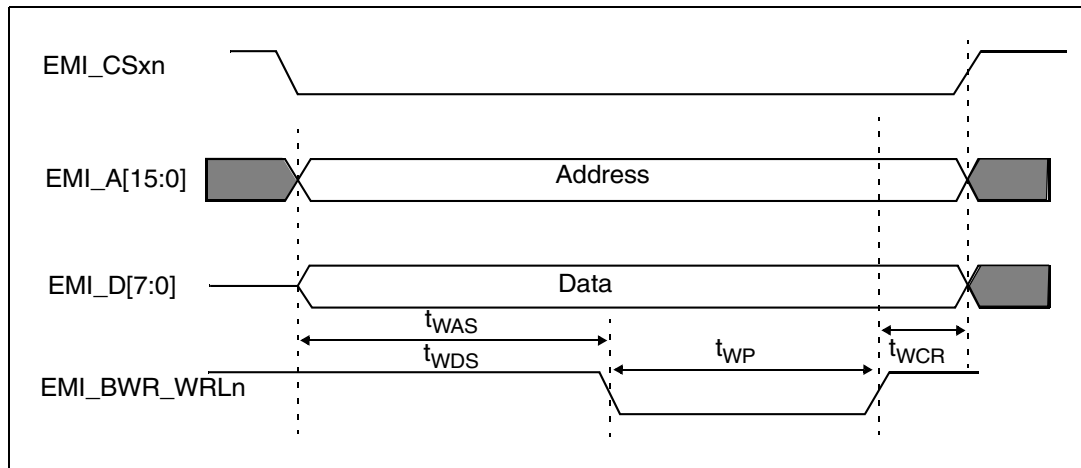 EMI_CSxn
EMI_A[15:0]
Address
EMI_D[7:0]
Data
tWAS
tWDS
tWP
tWCR
EMI_BWR_WRLn